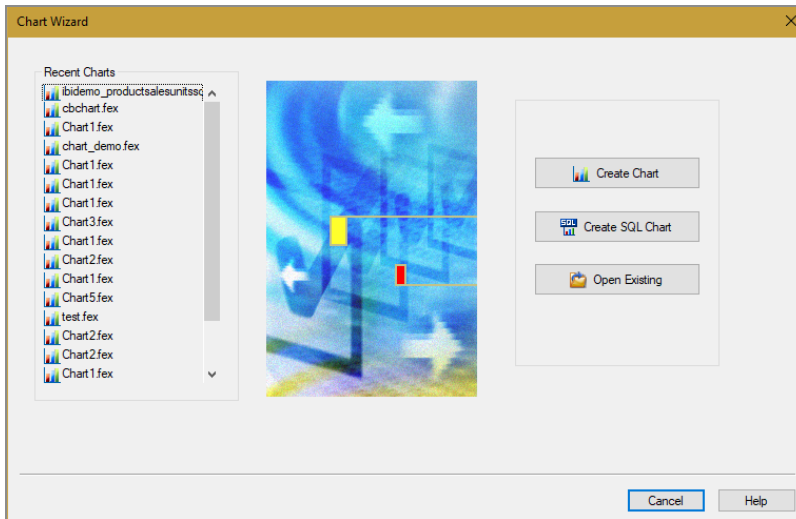 Chart Wizard
Recent Charts
ibidemo_productsalesunitssq
cbchart.fex
Chart1.fex
chart_demo.fex
Chart1.fex
Chart1.fex
Chart1.fex
Chart3.fex
Chart1.fex
Chart2.fex
Chart1.fex
Chart5.fex
test.fex
Chart2.fex
Chart2.fex
Chart1.fex
Create Chart
SQL Create SQL Chart
Open Existing
Cancel
Help